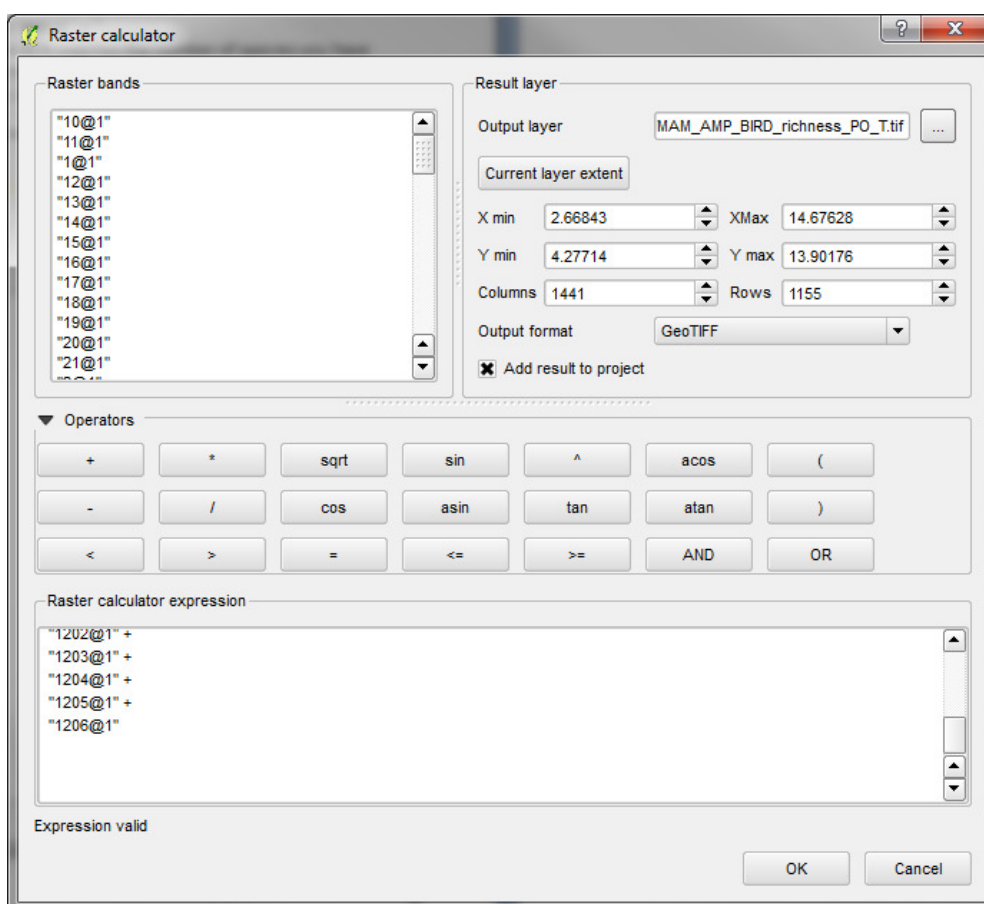 Raster calculator
Raster bands
"10@1"
"11@1"
"1@1"
"12@1"
"13@1"
"14@1"
"15@1"
"16@1"
"17@1"
"18@1"
"19@1"
"20@1"
"21@1"
Result layer
Output layer MAM_AMP_BIRD_richness_PO_T.tif ...
Current layer extent
X min 2.66843 XMax 14.67628
Y min 4.27714 Y max 13.90176
Columns 1441 Rows 1155
Output format GeoTIFF
Add result to project
Operators
+ * sqrt sin ^ acos (
- / cos asin tan atan )
< > = <= >= AND OR
Raster calculator expression
"1202@1" +
"1203@1" +
"1204@1" +
"1205@1" +
"1206@1"
Expression valid
OK Cancel